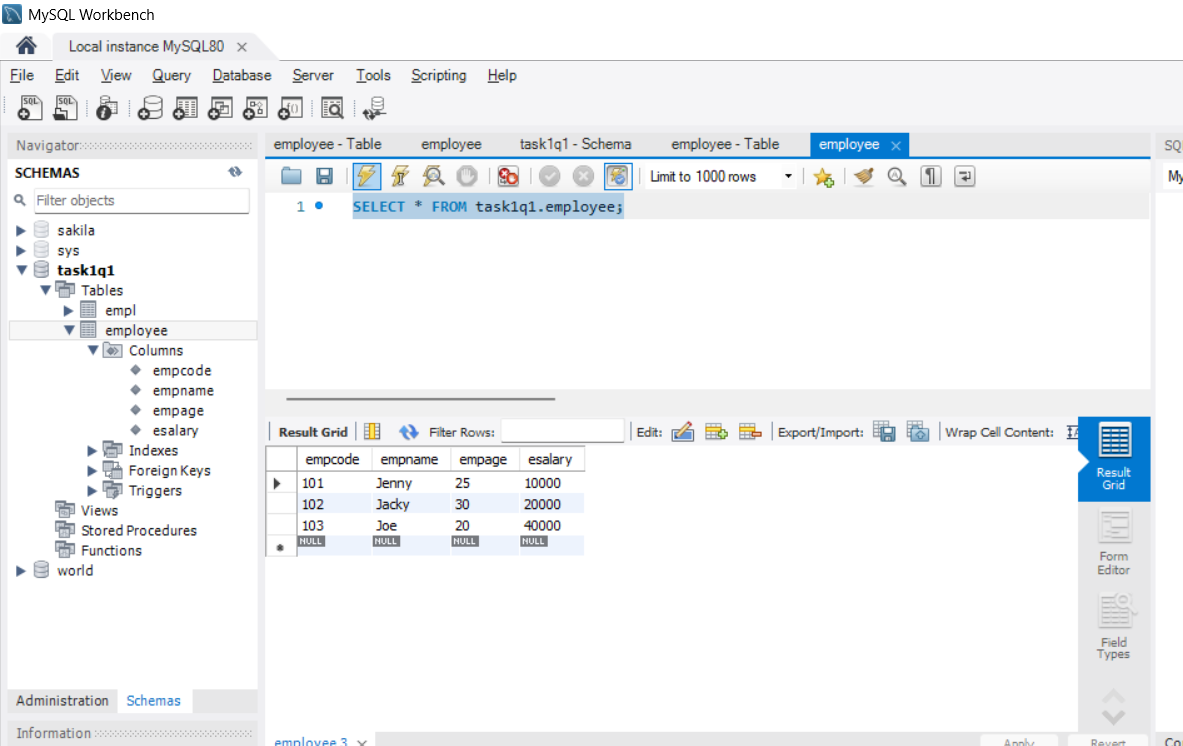 MySQL Workbench
Local instance MySQL80
File Edit View Query Database Server Tools Scripting Help
Navigator
SCHEMAS
Filter objects
sakila
sys
task1q1
Tables
empl
employee
Columns
empcode
empname
empage
esalary
Indexes
Foreign Keys
Triggers
Views
Stored Procedures
Functions
world
Administration Schemas
Information
employee - Table employee task1q1 - Schema employee - Table employee
Limit to 1000 rows
1 SELECT * FROM task1q1.employee;
Result Grid Filter Rows: Edit: Export/Import: Wrap Cell Content:
empcode empname empage esalary
101 Jenny 25 10000
102 Jacky 30 20000
103 Joe 20 40000
NULL NULL NULL NULL
Result
Grid
Form
Editor
Field
Types
employee 3
Apply Revert
SQL
My